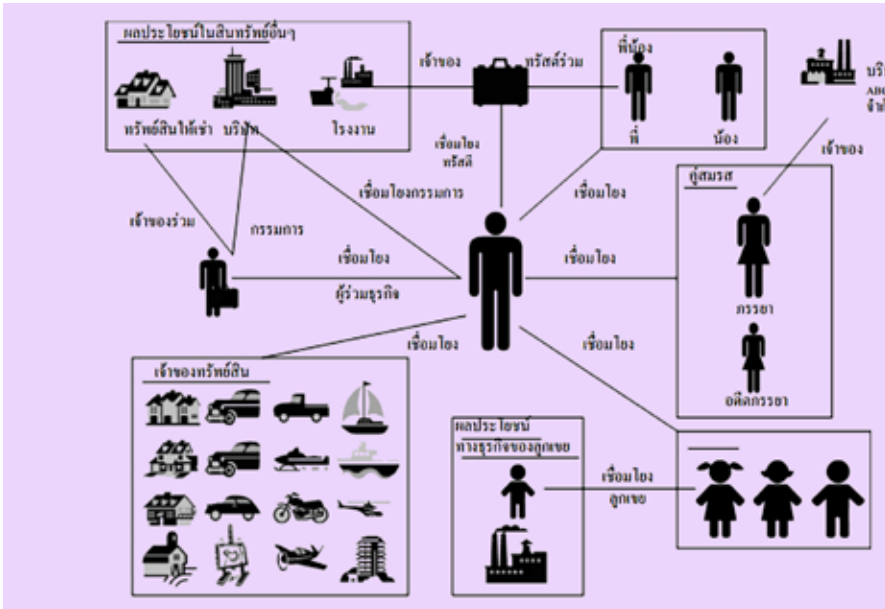 ผลประโยชน์ในสินทรัพย์อื่นๆ
ทรัพย์สินให้เช่า บริษัท โรงงาน
เจ้าของ
ทรัสต์ร่วม
พี่น้อง
พี่ น้อง
เชื่อมโยง
ทรัสต์
เจ้าของ
คู่สมรส
ภรรยา
อดีตภรรยา
เชื่อมโยงกรรมการ
เชื่อมโยง
เจ้าของร่วม
กรรมการ
เชื่อมโยง
ผู้ร่วมธุรกิจ
เชื่อมโยง
เชื่อมโยง
เชื่อมโยง
เจ้าของทรัพย์สิน
ผลประโยชน์
ทางธุรกิจของลูกเขย
เชื่อมโยง
ลูกเขย